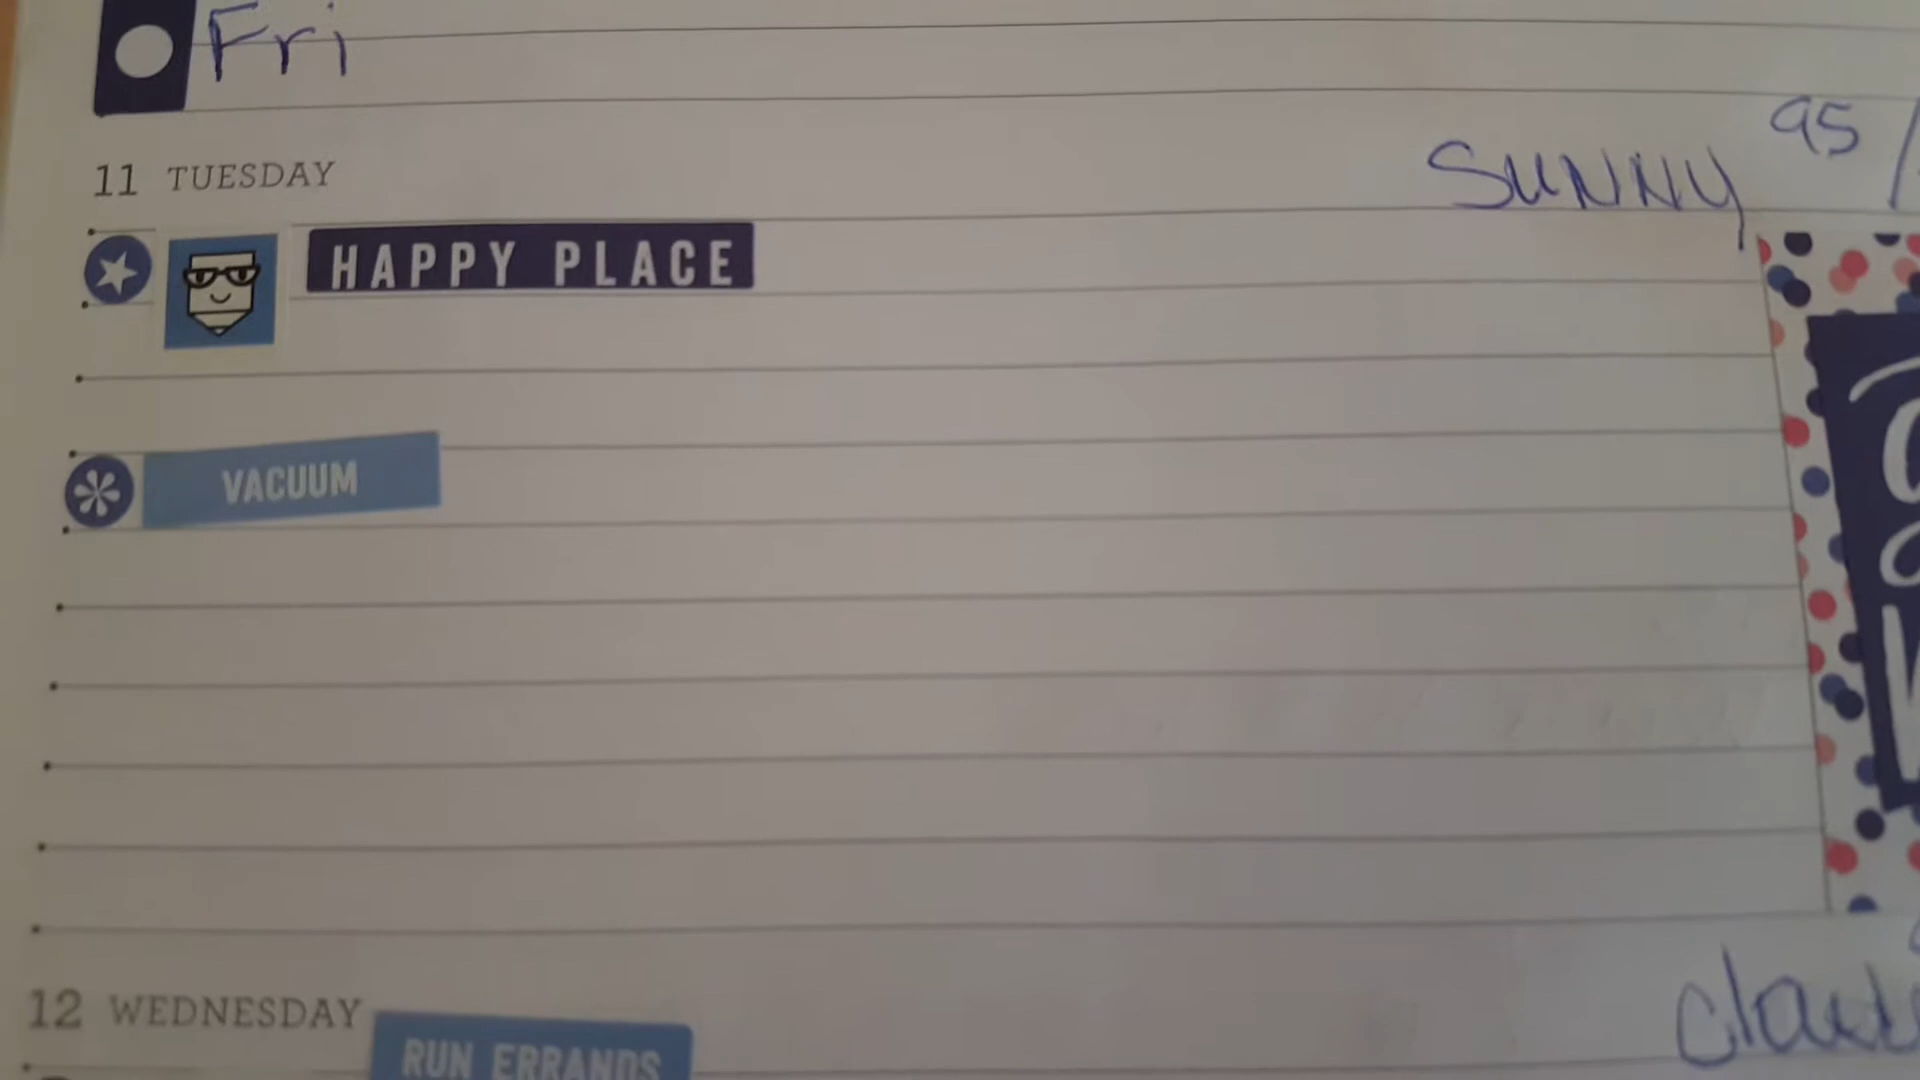 Fri
11 TUESDAY
SUNNY 95/
HAPPY PLACE
VACUUM
12 WEDNESDAY
RUN ERRANDS